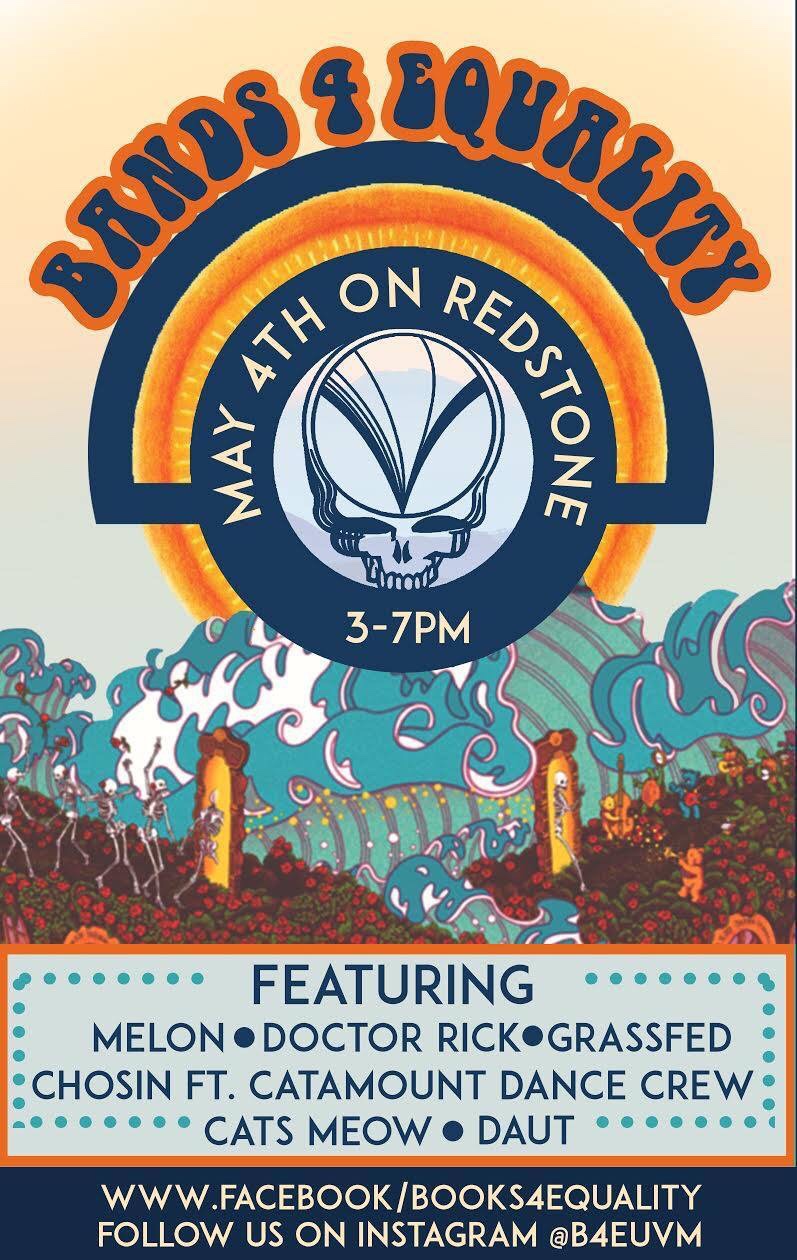 BANDS 4 EQUALITY
MAY 4TH ON REDSTONE
3-7PM
FEATURING
MELON ● DOCTOR RICK ● GRASSFED
CHOSIN FT. CATAMOUNT DANCE CREW
CATS MEOW ● DAUT
WWW.FACEBOOK/BOOKS4EQUALITY
FOLLOW US ON INSTAGRAM @B4EUVM